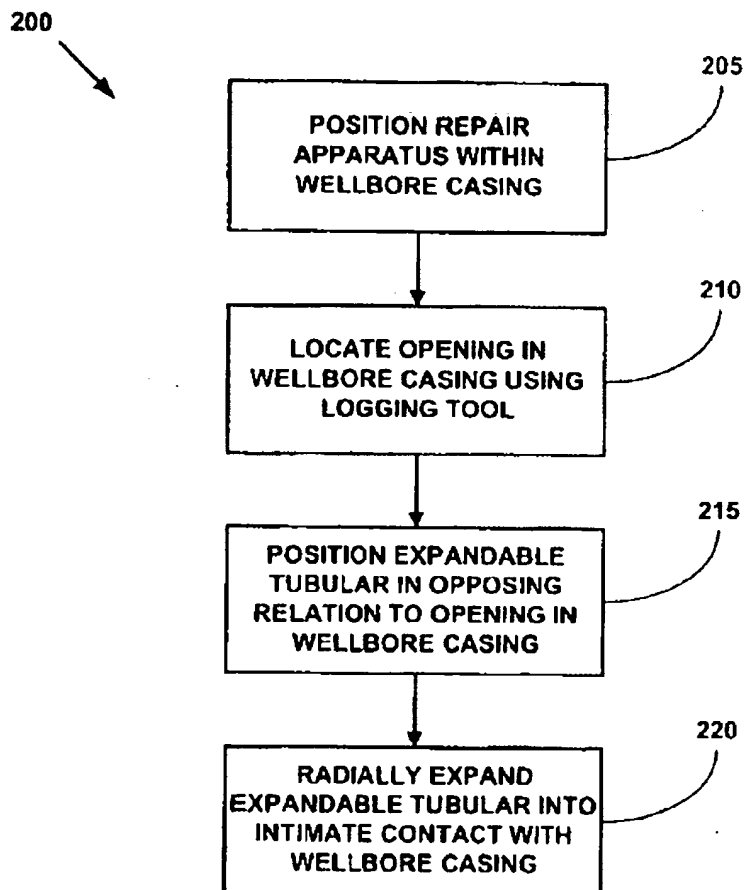 200
205
POSITION REPAIR
APPARATUS WITHIN
WELLBORE CASING
210
LOCATE OPENING IN
WELLBORE CASING USING
LOGGING TOOL
215
POSITION EXPANDABLE
TUBULAR IN OPPOSING
RELATION TO OPENING IN
WELLBORE CASING
220
RADIALLY EXPAND
EXPANDABLE TUBULAR INTO
INTIMATE CONTACT WITH
WELLBORE CASING